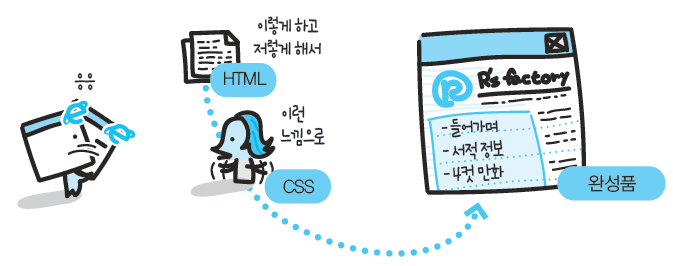 이렇게 하고
저렇게 해서
HTML
이런
느낌으로
CSS
R's factory
- 들어가며
- 서적 정보
- 4컷 만화
완성품